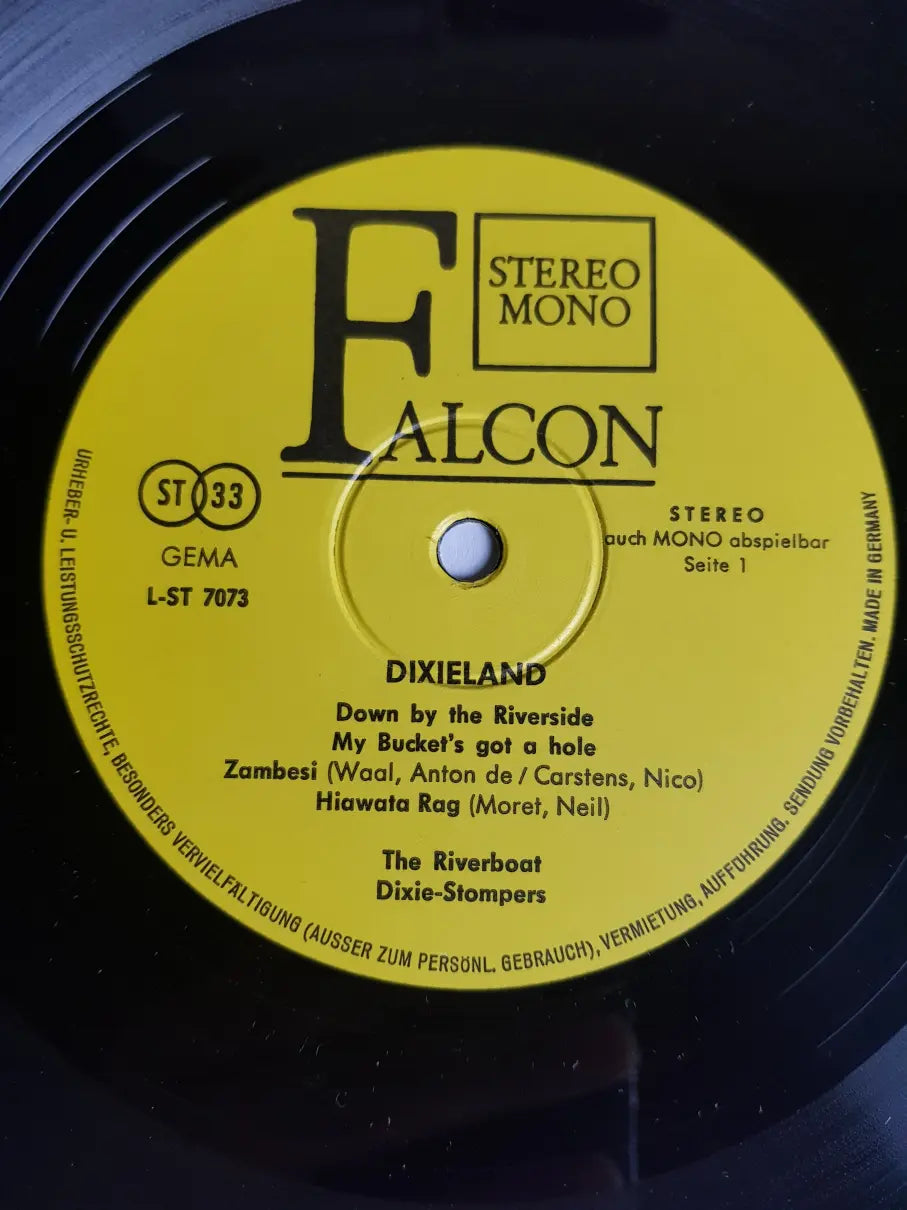 STEREO
MONO
FALCON
ST 33
GEMA
L-ST 7073
STEREO
auch MONO abspielbar
Seite 1
DIXIELAND
Down by the Riverside
My Bucket's got a hole
Zambesi (Waal, Anton de / Carstens, Nico)
Hiawata Rag (Moret, Neil)
The Riverboat
Dixie-Stompers
URHEBER- U. LEISTUNGSSCHUTZRECHTE, BESONDERS VERVIELFÄLTIGUNG (AUSSER ZUM PERSÖNL. GEBRAUCH), VERMIETUNG, AUFFÜHRUNG. SENDUNG VORBEHALTEN. MADE IN GERMANY